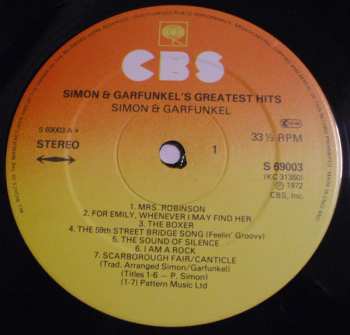 CBS
SIMON & GARFUNKEL'S GREATEST HITS
SIMON & GARFUNKEL
S 69003 A
STEREO
1
33⅓ RPM
S 69003
(KC 31350)
℗ 1972
CBS, Inc.
1. MRS. ROBINSON
2. FOR EMILY, WHENEVER I MAY FIND HER
3. THE BOXER
4. THE 59th STREET BRIDGE SONG (Feelin' Groovy)
5. THE SOUND OF SILENCE
6. I AM A ROCK
7. SCARBOROUGH FAIR/CANTICLE
(Trad. Arranged Simon/Garfunkel)
(Titles 1-6 – P. Simon)
(1-7) Pattern Music Ltd